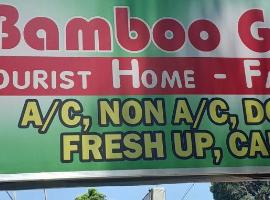 Bamboo G
OURIST HOME - FA
A/C, NON A/C, DO
FRESH UP, CA